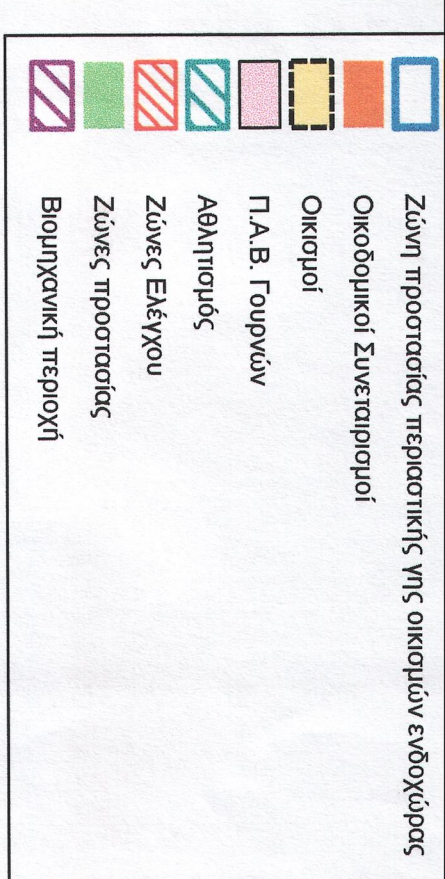 Ζώνη προστασίας περιαστικής γης οικισμών ενδοχώρας
Οικοδομικοί Συνεταιρισμοί
Οικισμοί
Π.Α.Β. Γουρνών
Αθλητισμός
Ζώνες Ελέγχου
Ζώνες προστασίας
Βιομηχανική περιοχή